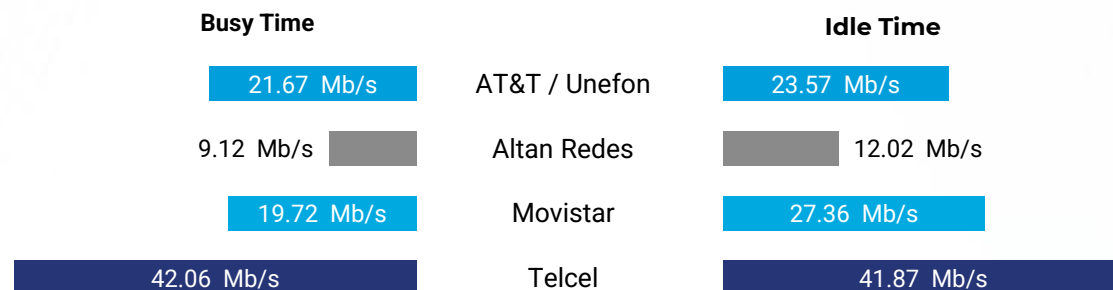 Busy Time Idle Time
21.67 Mb/s AT&T / Unefon 23.57 Mb/s
9.12 Mb/s Altan Redes 12.02 Mb/s
19.72 Mb/s Movistar 27.36 Mb/s
42.06 Mb/s Telcel 41.87 Mb/s